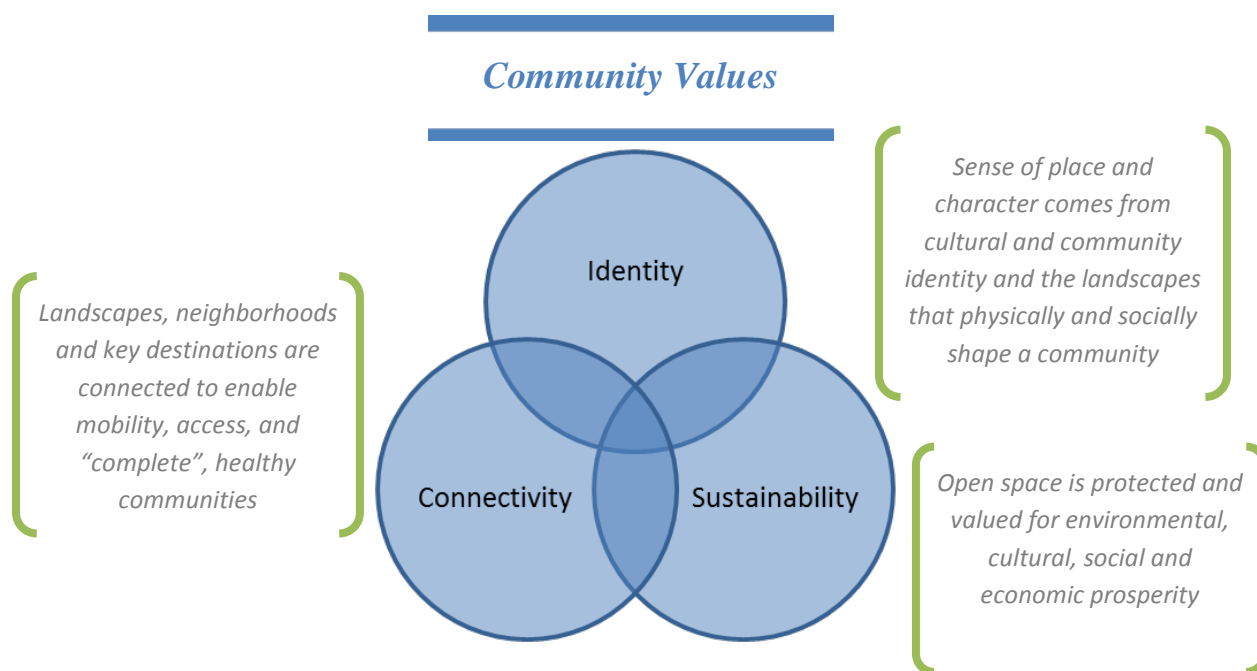 Community Values
Identity
Connectivity
Sustainability
Sense of place and
character comes from
cultural and community
identity and the landscapes
that physically and socially
shape a community
Landscapes, neighborhoods
and key destinations are
connected to enable
mobility, access, and
“complete”, healthy
communities
Open space is protected and
valued for environmental,
cultural, social and
economic prosperity